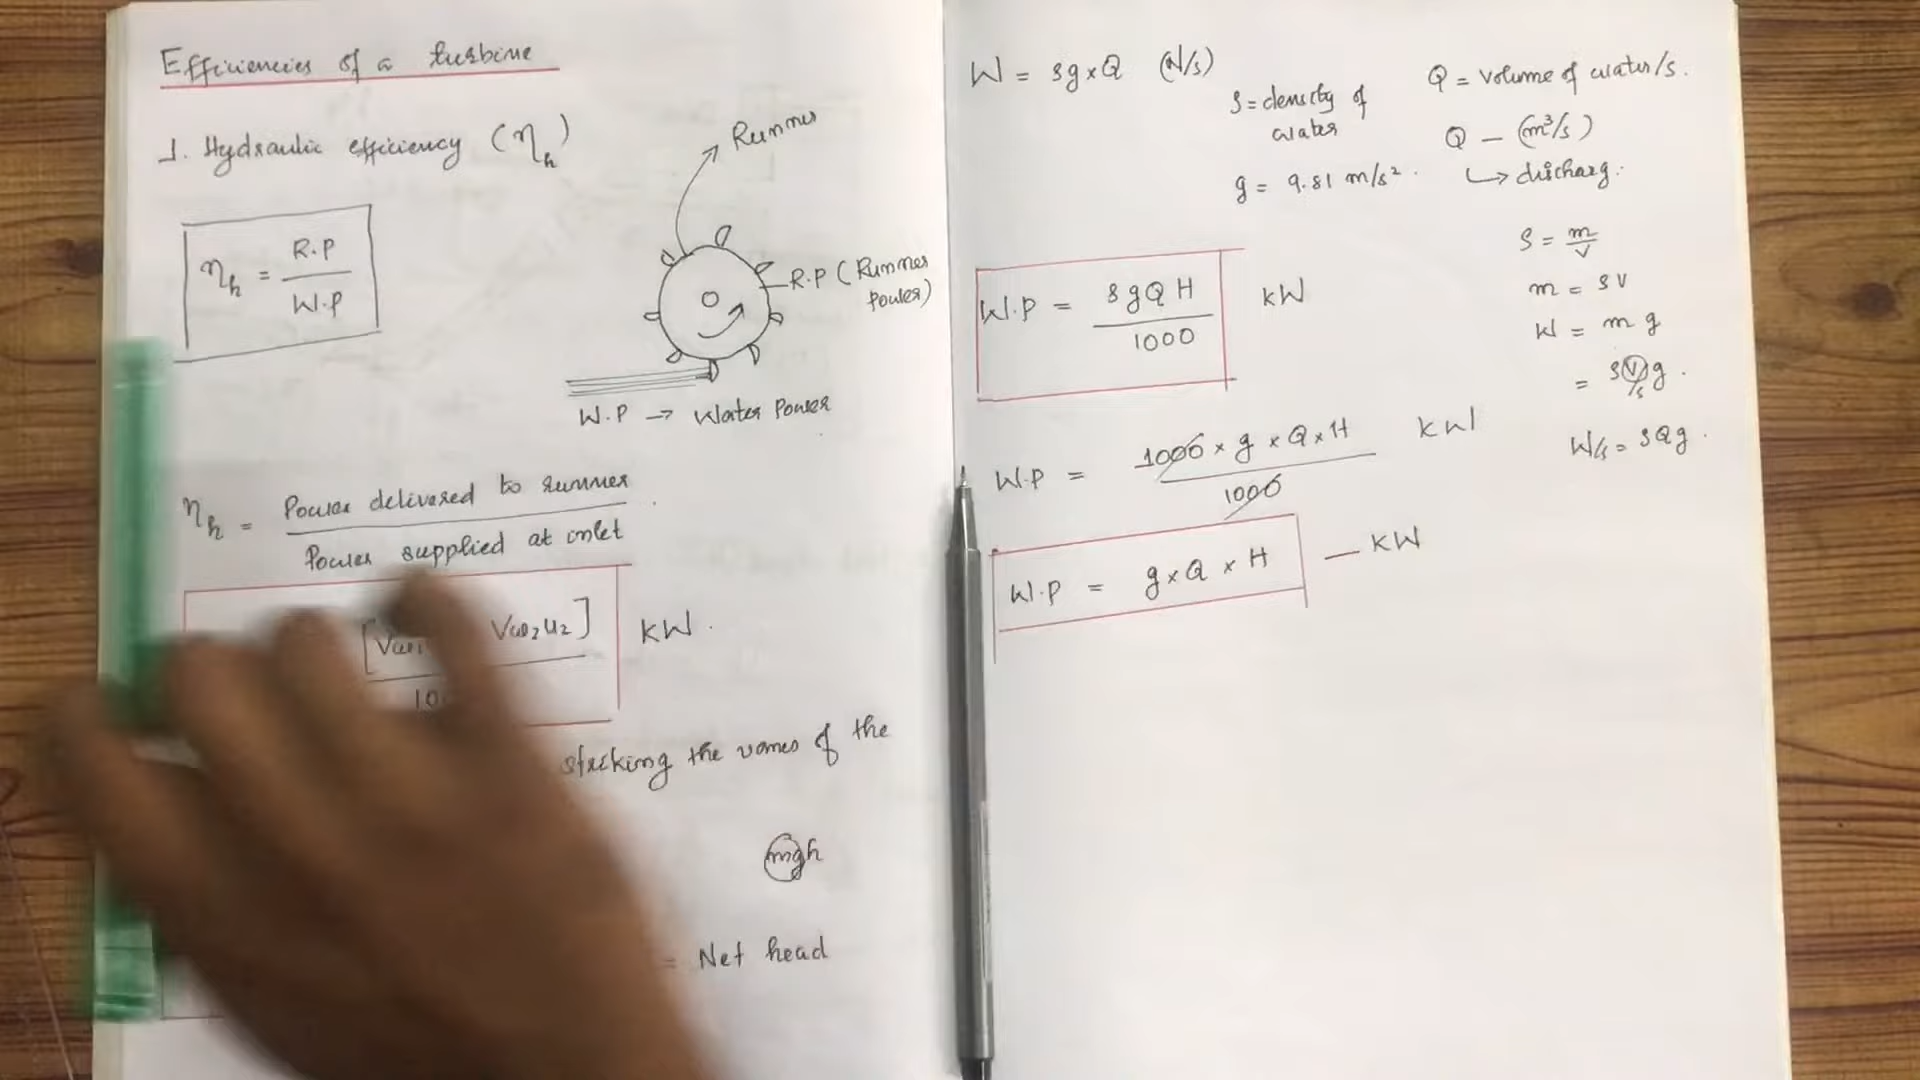 Efficiencies of a turbine
1. Hydraulic efficiency (ηh)
Runner
ηh = R.P / W.P
R.P (Runner Power)
W.P → Water Power
ηh = Power delivered to runner / Power supplied at inlet
Vw2u2] KW.
striking the vanes of the
mgh
= Net head
W = ρg×Q (N/s)
ρ = density of water
g = 9.81 m/s².
Q = Volume of water/s.
Q – (m³/s)
↳ discharg.
ρ = m/V
m = ρV
W = mg
= ρV/s g.
W/s = ρQg.
W.P = ρgQH / 1000 KW
W.P = 1000 × g × Q × H / 1000 KW
W.P = g×Q × H — KW